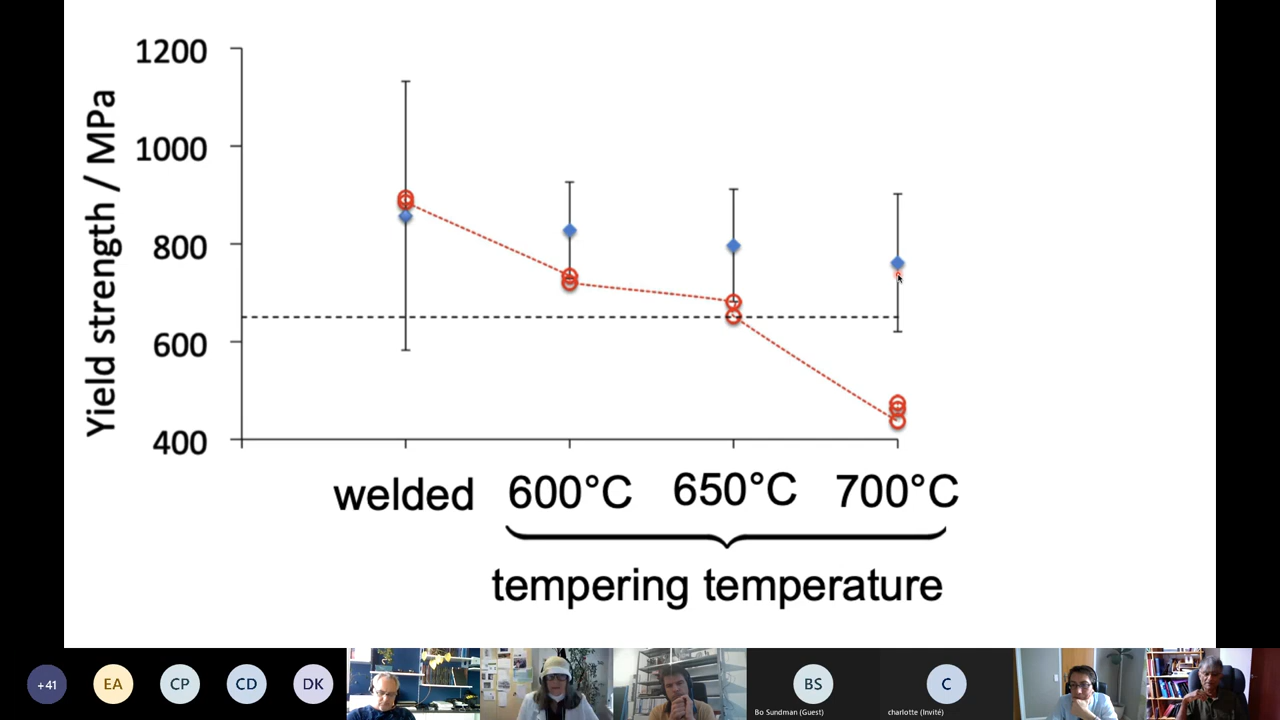 Yield strength / MPa
1200
1000
800
600
400
welded 600°C 650°C 700°C
tempering temperature
+41 EA CP CD DK BS C
Bo Sundman (Guest) charlotte (Invité)